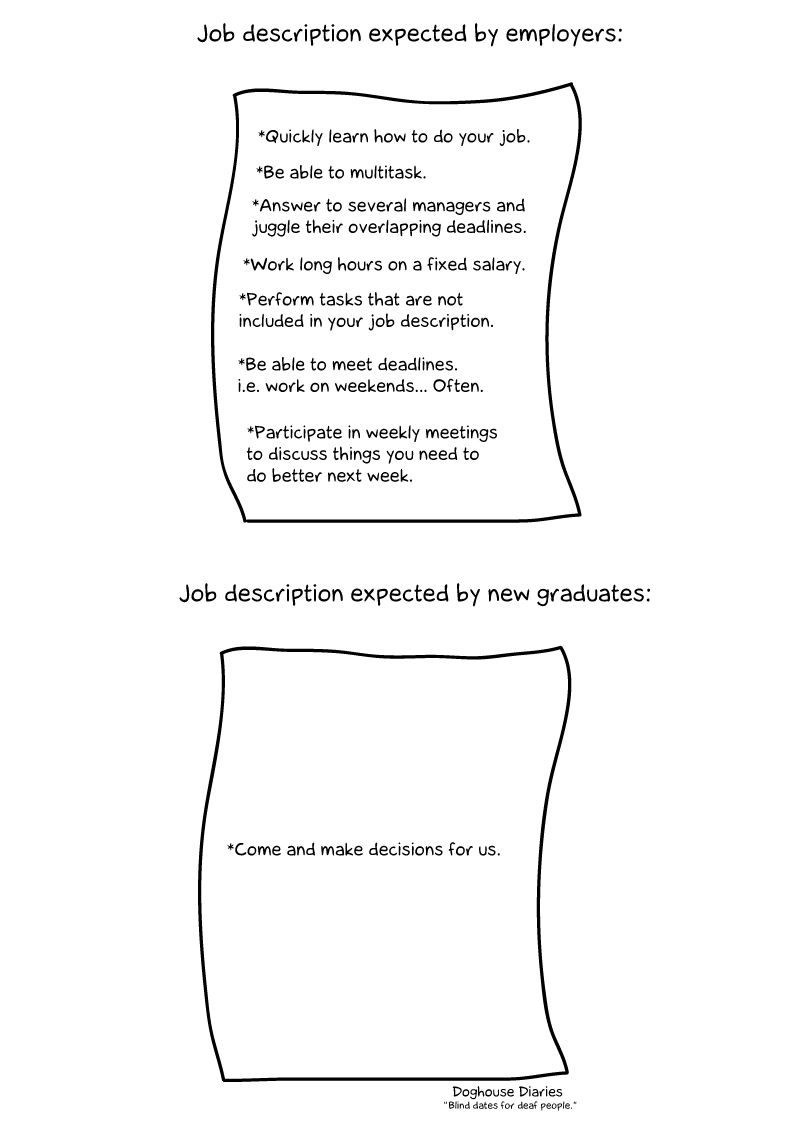 Job description expected by employers:
*Quickly learn how to do your job.
*Be able to multitask.
*Answer to several managers and
juggle their overlapping deadlines.
*Work long hours on a fixed salary.
*Perform tasks that are not
included in your job description.
*Be able to meet deadlines.
i.e. work on weekends... Often.
*Participate in weekly meetings
to discuss things you need to
do better next week.
Job description expected by new graduates:
*Come and make decisions for us.
Doghouse Diaries
"Blind dates for deaf people."